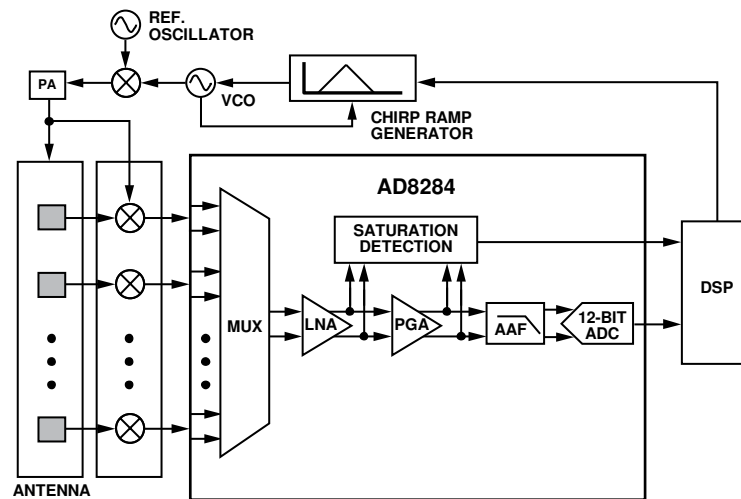 REF.
OSCILLATOR
PA
VCO
CHIRP RAMP
GENERATOR
AD8284
SATURATION
DETECTION
DSP
MUX
LNA
PGA
AAF
12-BIT
ADC
ANTENNA